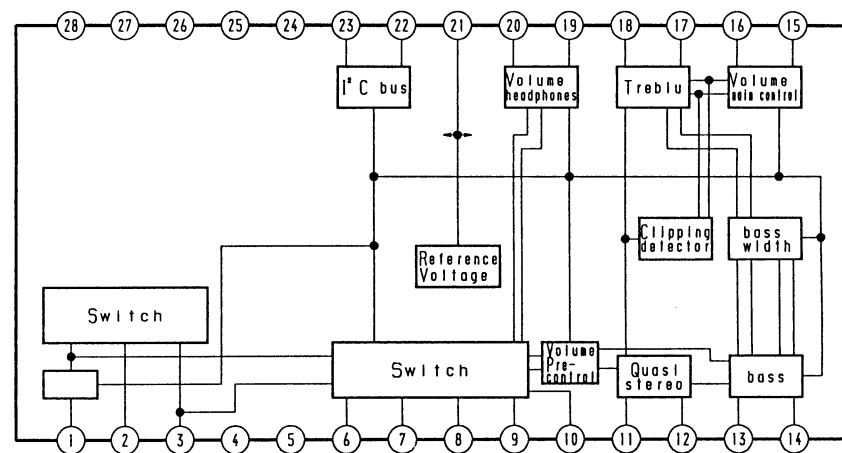 28 27 26 25 24 23 22 21 20 19 18 17 16 15
I²C bus
Volume
headphones
Treblu
Volume
main control
Clipping
detector
bass
width
Reference
Voltage
Switch
Switch
Volume
Pre-
control
Quasi
stereo
bass
1 2 3 4 5 6 7 8 9 10 11 12 13 14